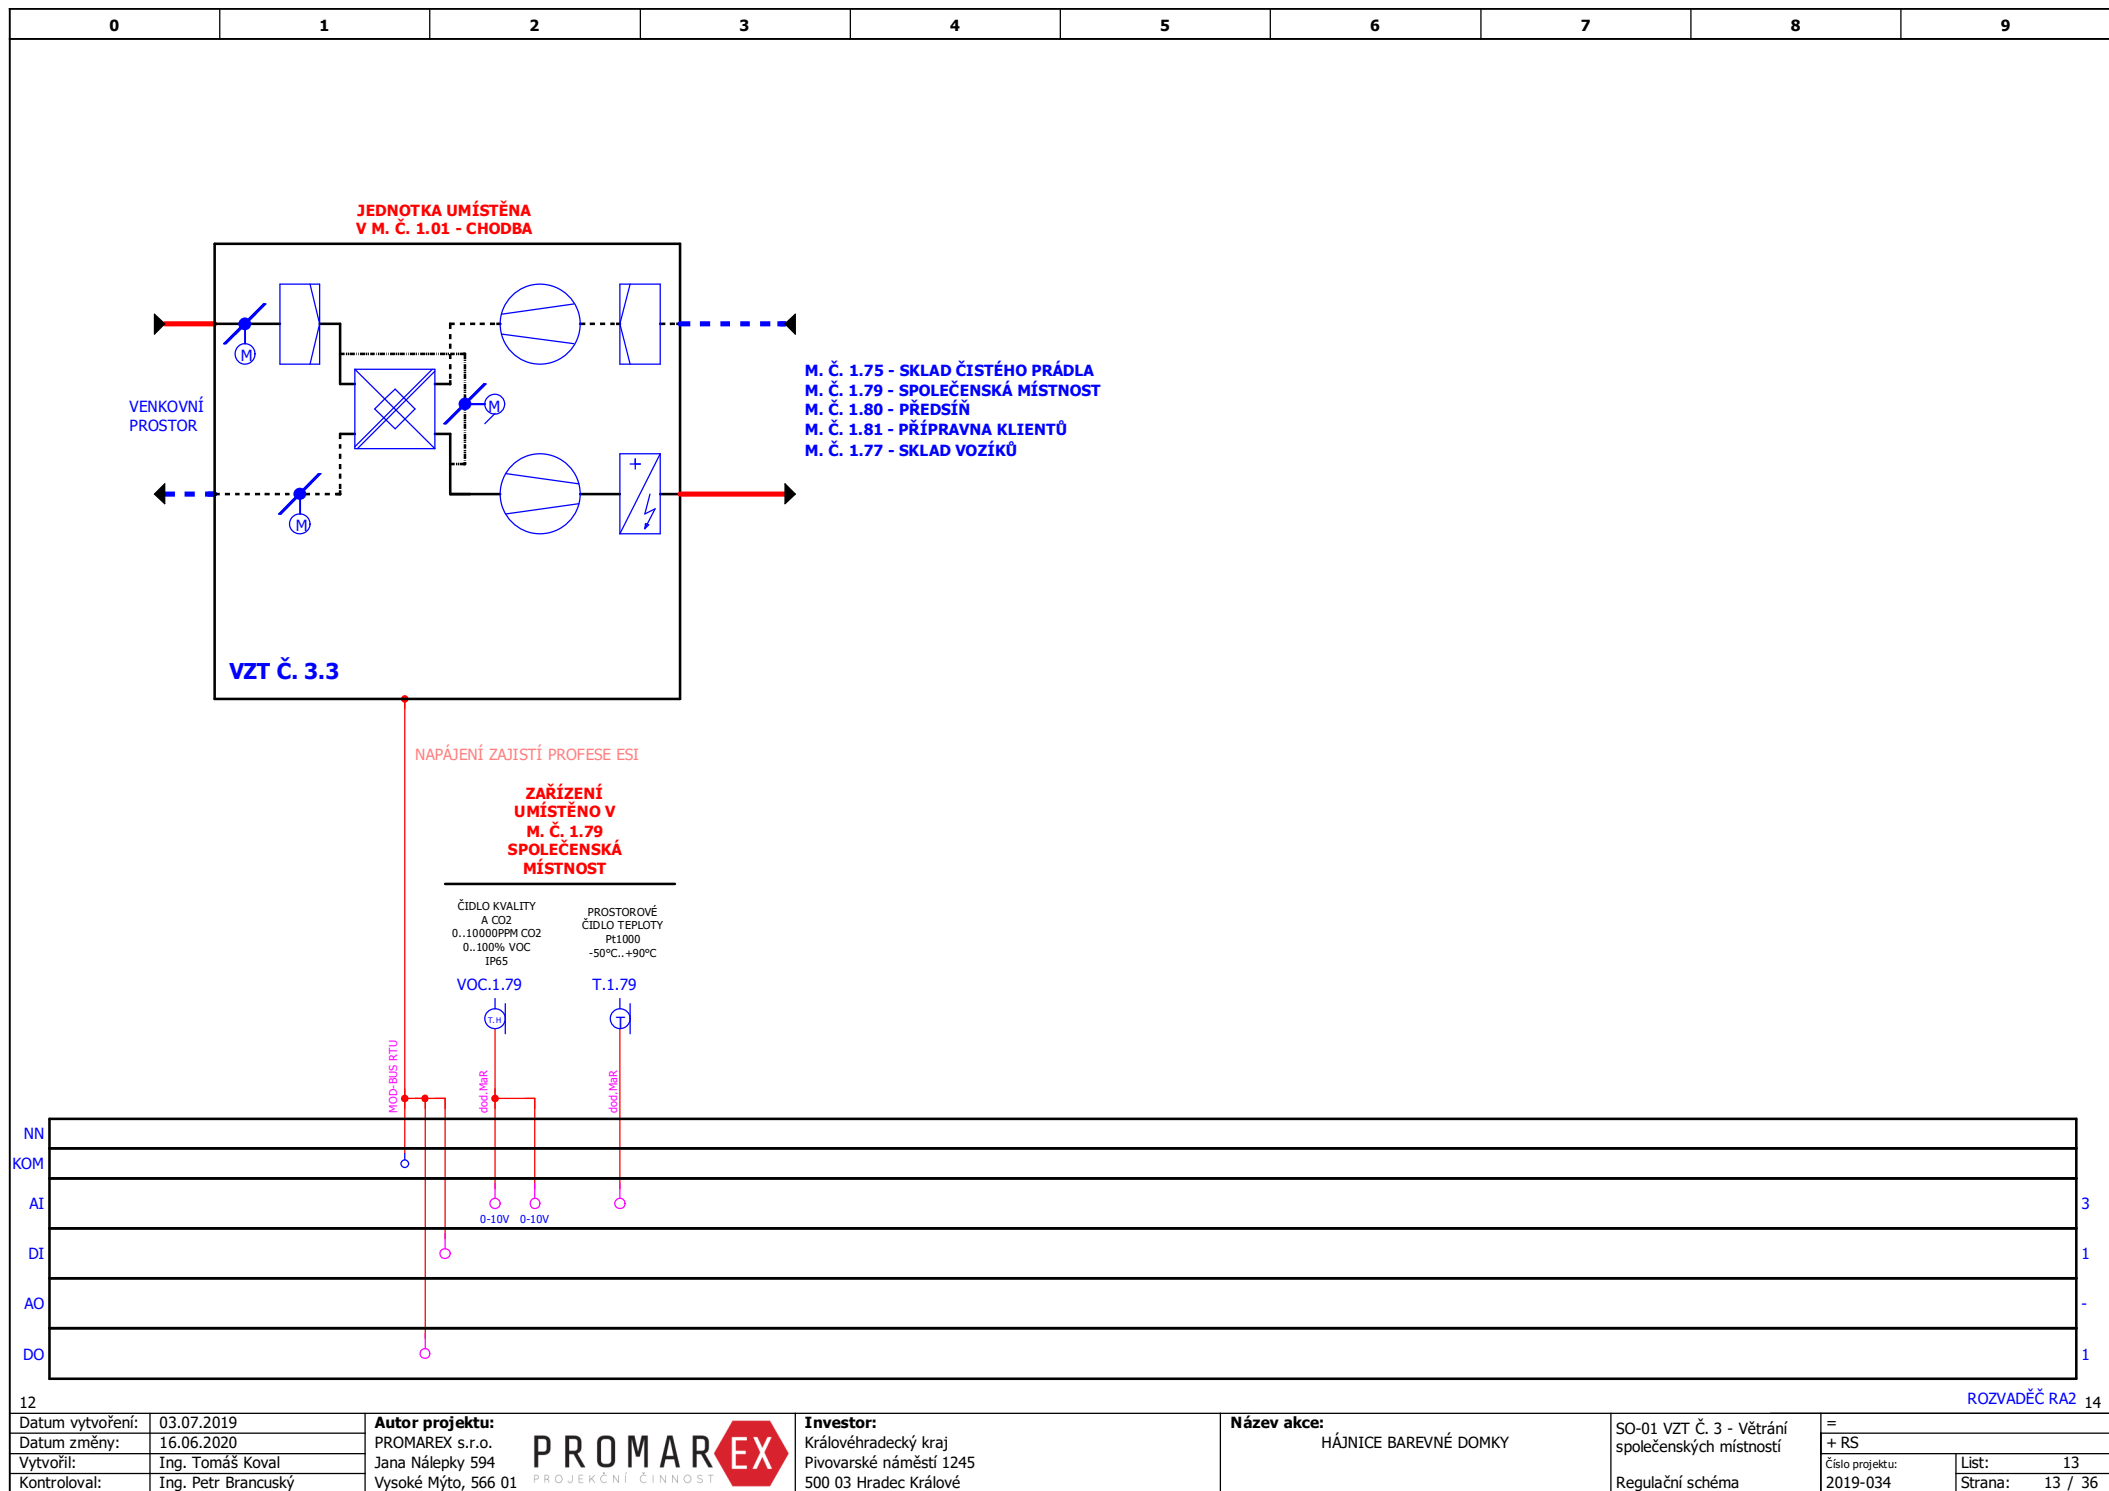 0 1 2 3 4 5 6 7 8 9
JEDNOTKA UMÍSTĚNA
V M. Č. 1.01 - CHODBA
M
M
M
VENKOVNÍ
PROSTOR
M. Č. 1.75 - SKLAD ČISTÉHO PRÁDLA
M. Č. 1.79 - SPOLEČENSKÁ MÍSTNOST
M. Č. 1.80 - PŘEDSÍŇ
M. Č. 1.81 - PŘÍPRAVNA KLIENTŮ
M. Č. 1.77 - SKLAD VOZÍKŮ
+
VZT Č. 3.3
NAPÁJENÍ ZAJISTÍ PROFESE ESI
ZAŘÍZENÍ
UMÍSTĚNO V
M. Č. 1.79
SPOLEČENSKÁ
MÍSTNOST
ČIDLO KVALITY
A CO2
0..10000PPM CO2
0..100% VOC
IP65
PROSTOROVÉ
ČIDLO TEPLOTY
Pt1000
-50°C..+90°C
VOC.1.79
T.1.79
T.H
T
MOD-BUS RTU
dod.MaR
dod.MaR
NN
KOM
AI
0-10V 0-10V
3
DI
1
AO
-
DO
1
12
ROZVADĚČ RA2 14
Datum vytvoření: 03.07.2019
Datum změny: 16.06.2020
Vytvořil: Ing. Tomáš Koval
Kontroloval: Ing. Petr Brancuský
Autor projektu:
PROMAREX s.r.o.
Jana Nálepky 594
Vysoké Mýto, 566 01
PROMAREX
PROJEKČNÍ ČINNOST
Investor:
Královéhradecký kraj
Pivovarské náměstí 1245
500 03 Hradec Králové
Název akce:
HÁJNICE BAREVNÉ DOMKY
SO-01 VZT Č. 3 - Větrání
společenských místností
Regulační schéma
=
+ RS
Číslo projektu:
2019-034
List: 13
Strana: 13 / 36